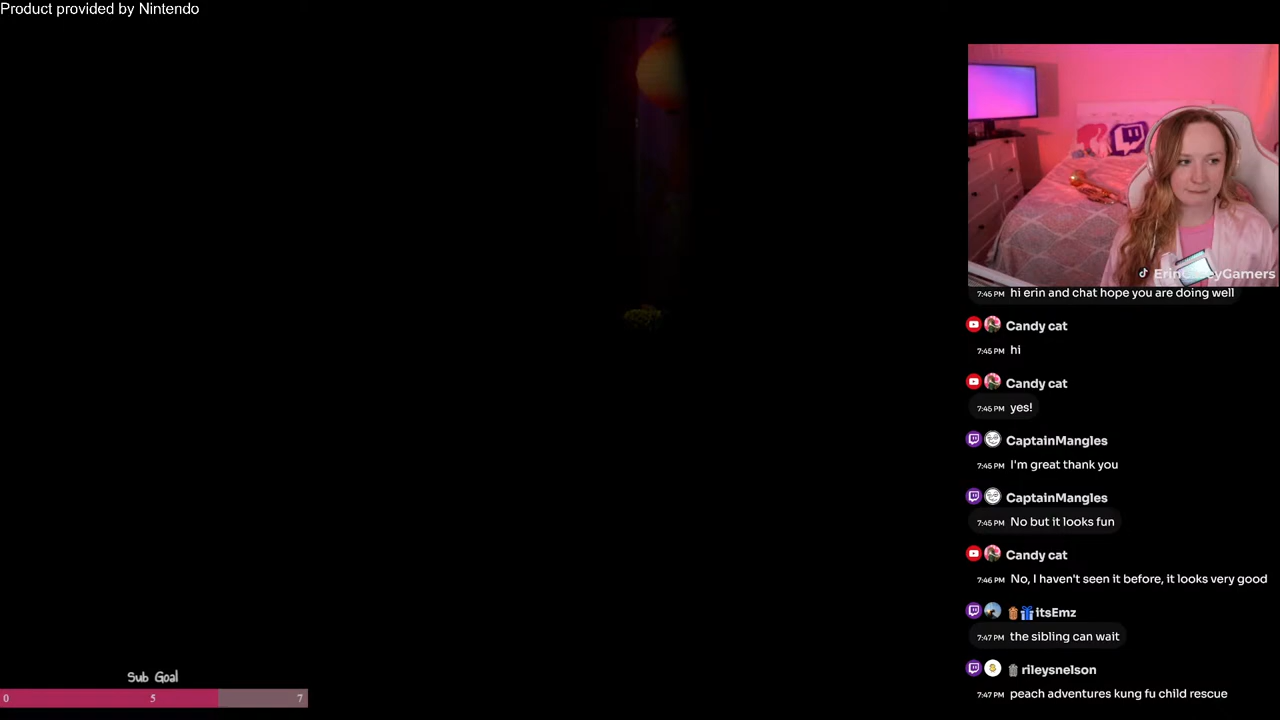 Product provided by Nintendo
7:45 PM hi erin and chat hope you are doing well
Candy cat
7:45 PM hi
Candy cat
7:45 PM yes!
CaptainMangles
7:45 PM I'm great thank you
CaptainMangles
7:45 PM No but it looks fun
Candy cat
7:46 PM No, I haven't seen it before, it looks very good
itsEmz
7:47 PM the sibling can wait
rileysnelson
7:47 PM peach adventures kung fu child rescue
Sub Goal
0 5 7